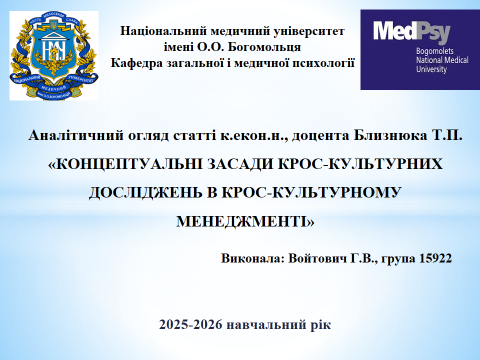 Національний медичний університет
імені О.О. Богомольця
Кафедра загальної і медичної психології
MedPsy
Bogomolets
National Medical
University
Аналітичний огляд статті к.екон.н., доцента Близнюка Т.П.
«КОНЦЕПТУАЛЬНІ ЗАСАДИ КРОС-КУЛЬТУРНИХ
ДОСЛІДЖЕНЬ В КРОС-КУЛЬТУРНОМУ
МЕНЕДЖМЕНТІ»
Виконала: Войтович Г.В., група 15922
2025-2026 навчальний рік